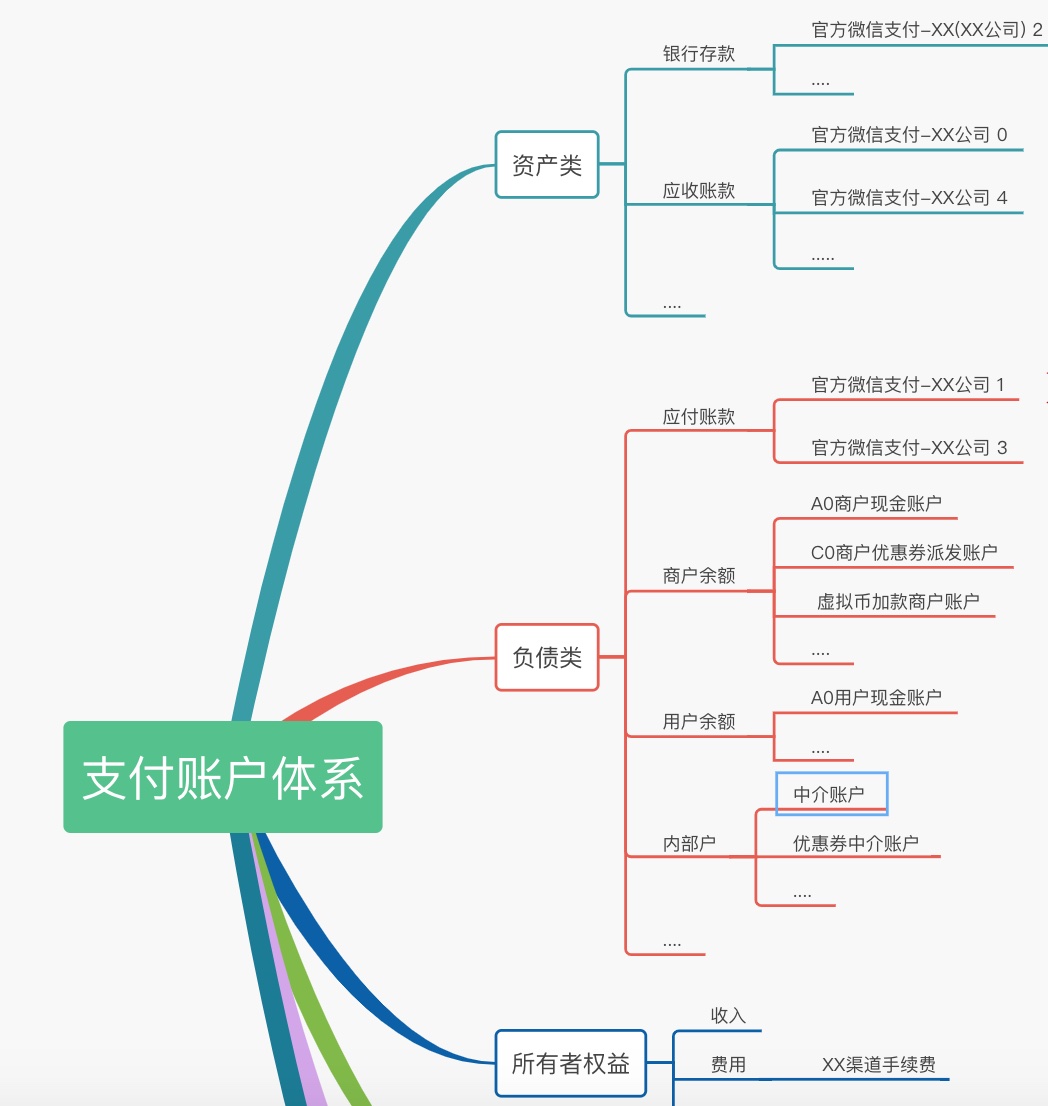 支付账户体系
资产类
银行存款
官方微信支付-XX(XX公司) 2
....
应收账款
官方微信支付-XX公司 0
官方微信支付-XX公司 4
.....
....
负债类
应付账款
官方微信支付-XX公司 1
官方微信支付-XX公司 3
商户余额
A0商户现金账户
C0商户优惠券派发账户
虚拟币加款商户账户
....
用户余额
A0用户现金账户
....
内部户
中介账户
优惠券中介账户
....
....
所有者权益
收入
费用
XX渠道手续费